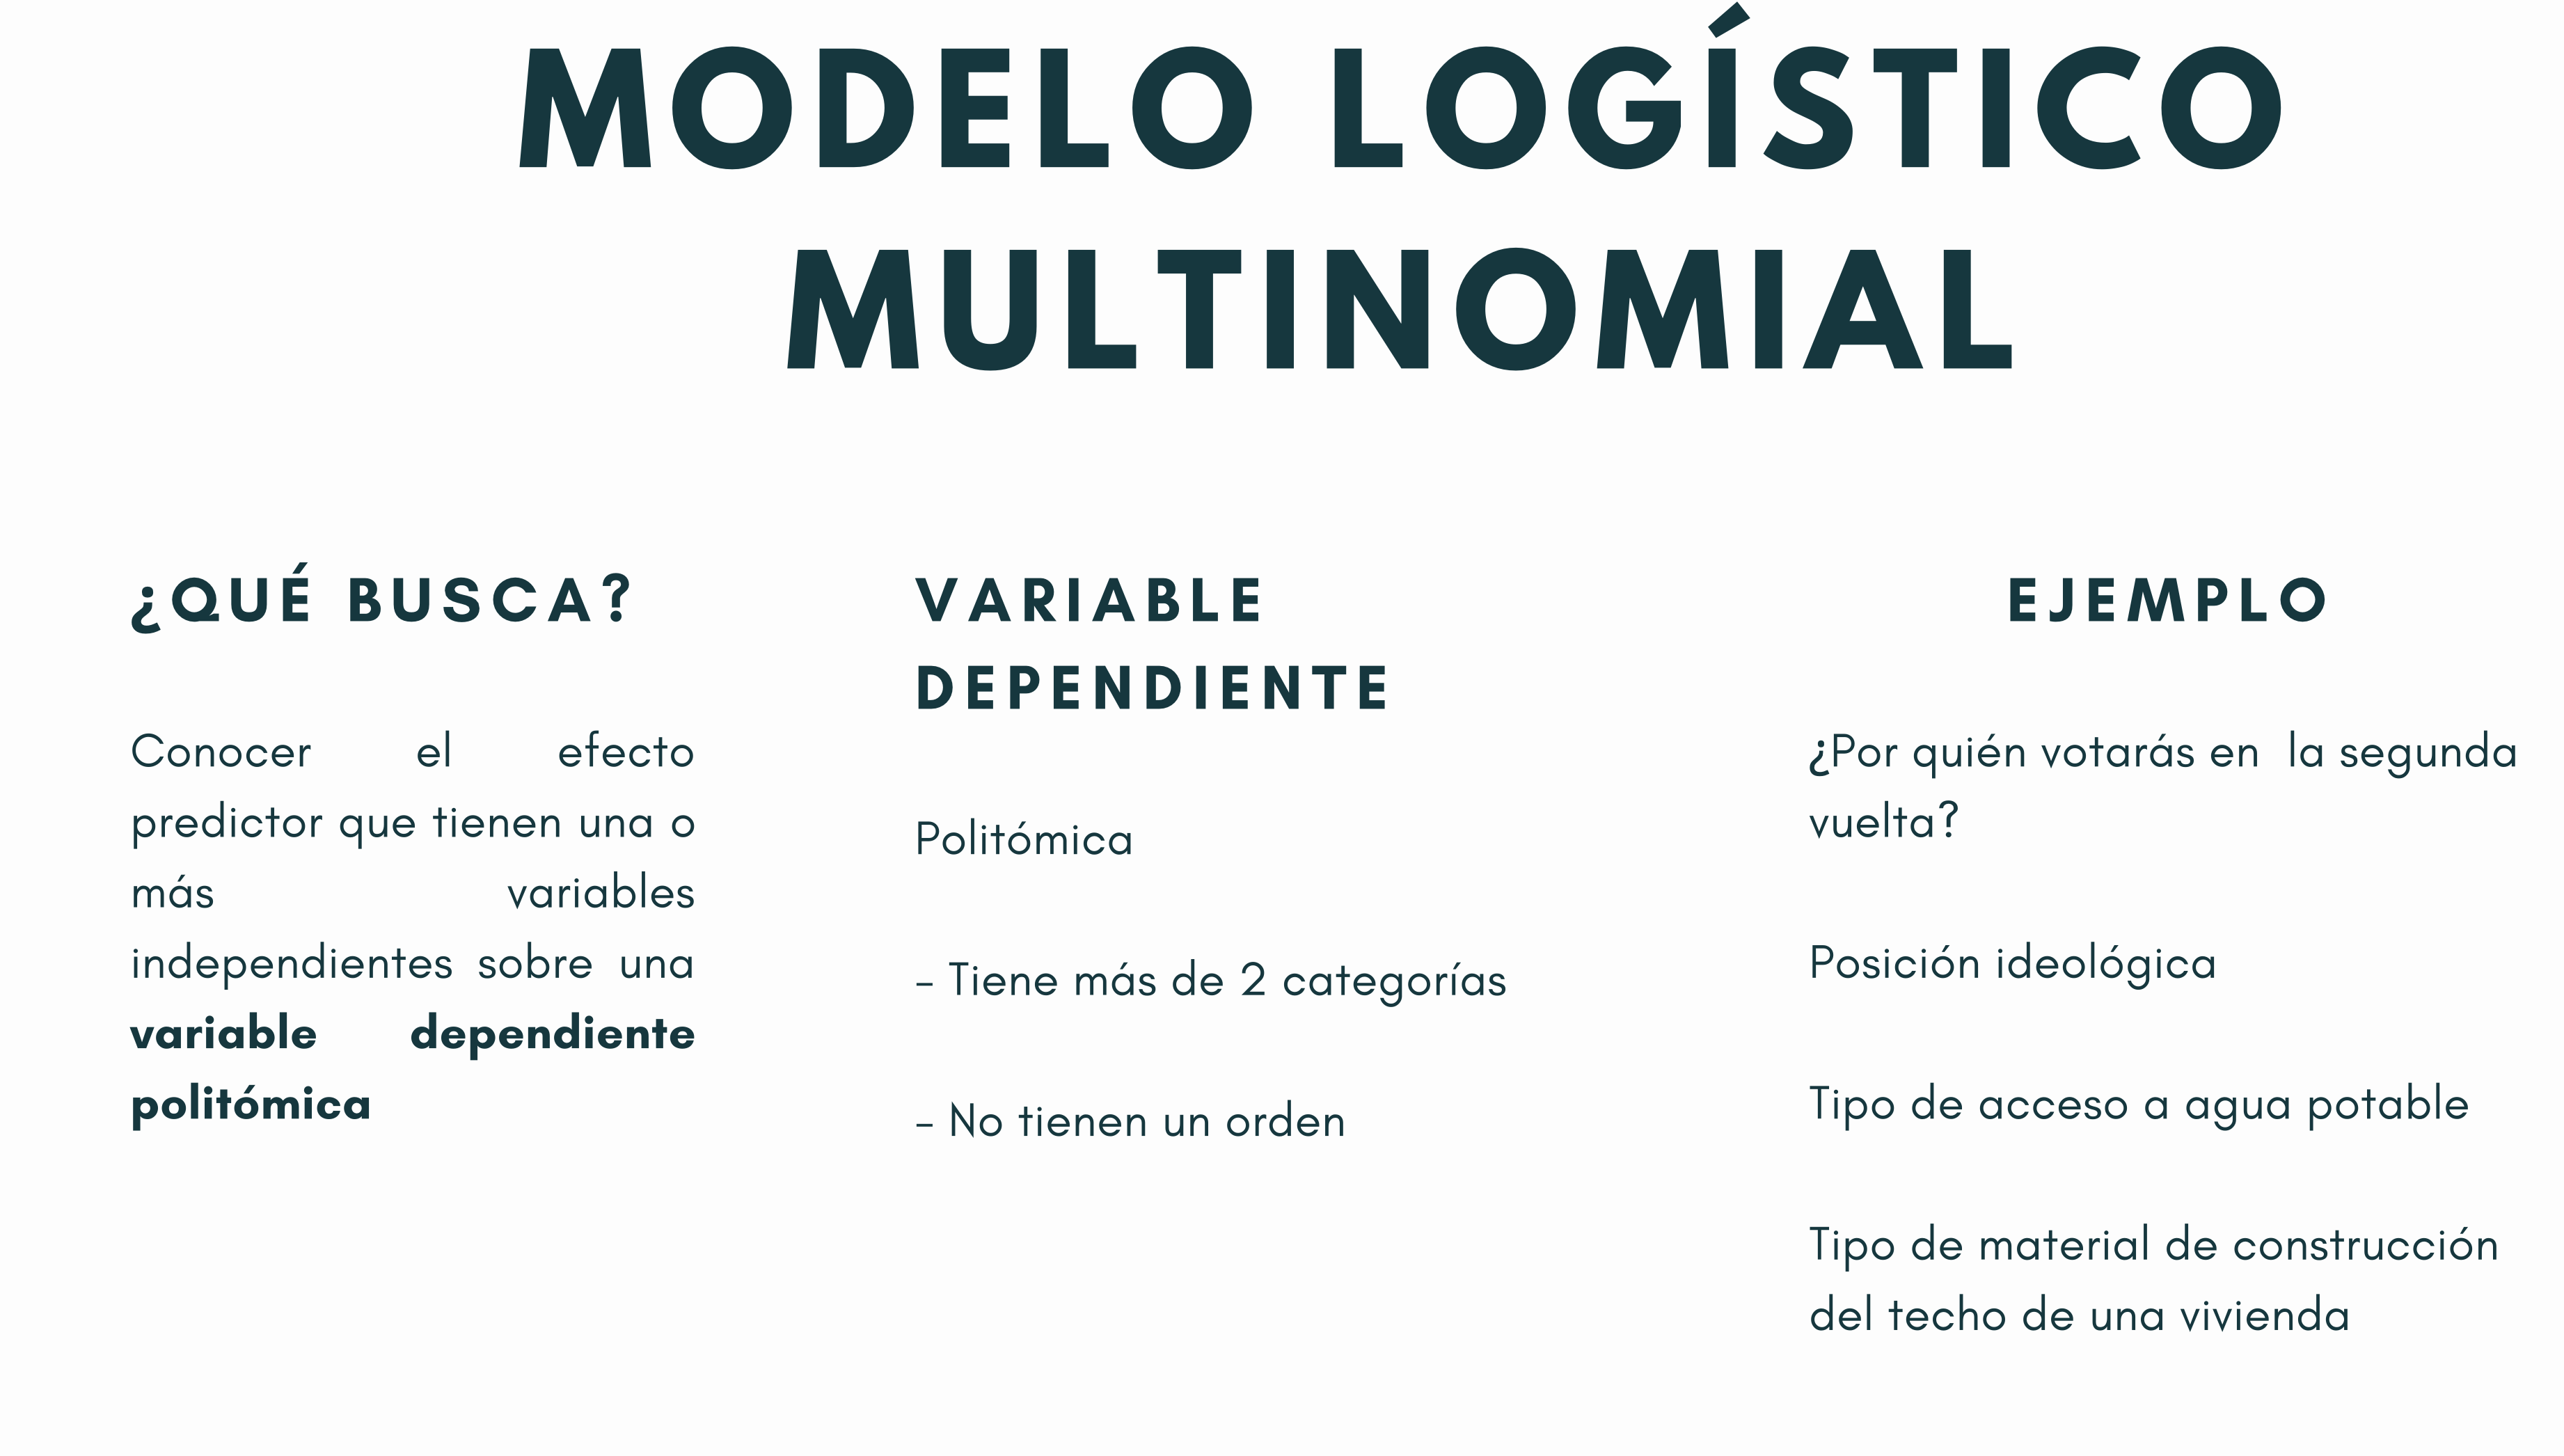 MODELO LOGÍSTICO
MULTINOMIAL
¿QUÉ BUSCA?
Conocer el efecto
predictor que tienen una o
más variables
independientes sobre una
variable dependiente
politómica
VARIABLE
DEPENDIENTE
Politómica
- Tiene más de 2 categorías
- No tienen un orden
EJEMPLO
¿Por quién votarás en la segunda
vuelta?
Posición ideológica
Tipo de acceso a agua potable
Tipo de material de construcción
del techo de una vivienda